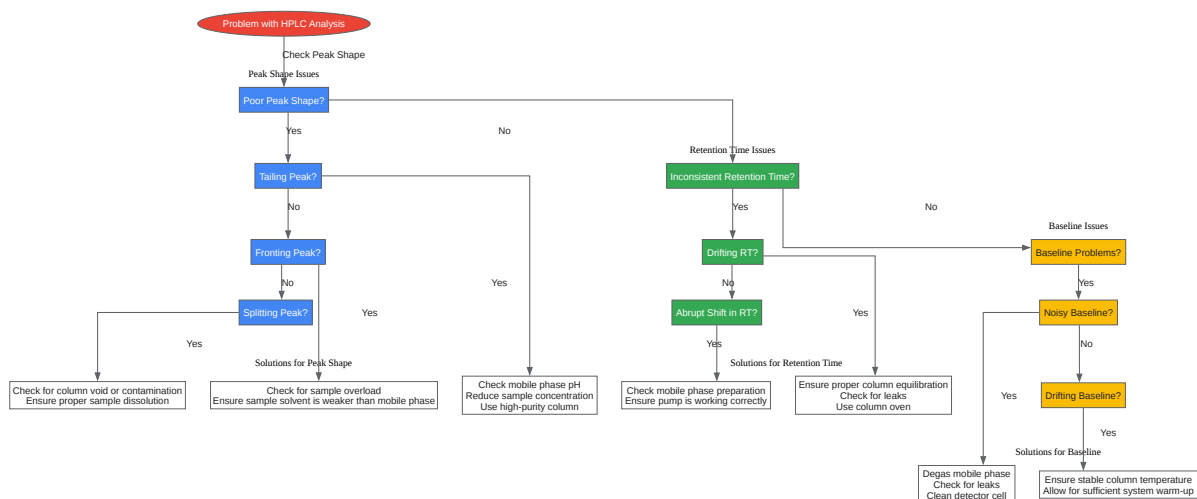 Problem with HPLC Analysis
Check Peak Shape
Peak Shape Issues
Poor Peak Shape?
Yes
No
Retention Time Issues
Tailing Peak?
Inconsistent Retention Time?
No
Yes
No
Baseline Issues
Fronting Peak?
Drifting RT?
Baseline Problems?
No
Yes
No
Yes
Splitting Peak?
Yes
Abrupt Shift in RT?
Yes
Noisy Baseline?
Yes
Yes
No
Solutions for Peak Shape
Solutions for Retention Time
Check for column void or contamination
Ensure proper sample dissolution
Check for sample overload
Ensure sample solvent is weaker than mobile phase
Check mobile phase pH
Reduce sample concentration
Use high-purity column
Check mobile phase preparation
Ensure pump is working correctly
Ensure proper column equilibration
Check for leaks
Use column oven
Yes
Drifting Baseline?
Yes
Solutions for Baseline
Degas mobile phase
Check for leaks
Clean detector cell
Ensure stable column temperature
Allow for sufficient system warm-up